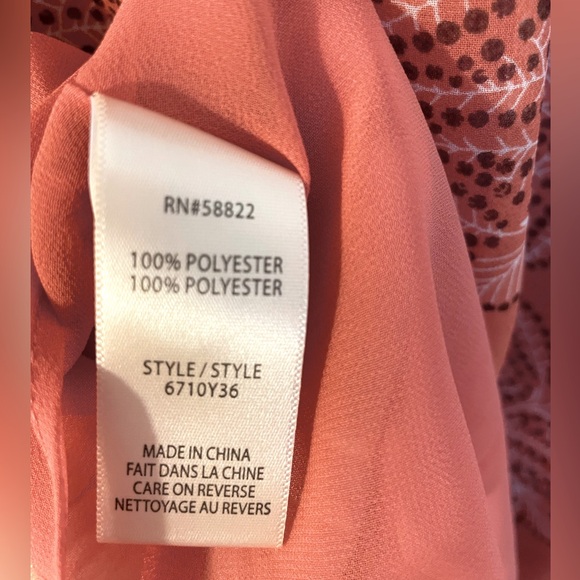 RN#58822
100% POLYESTER
100% POLYESTER
STYLE / STYLE
6710Y36
MADE IN CHINA
FAIT DANS LA CHINE
CARE ON REVERSE
NETTOYAGE AU REVERS